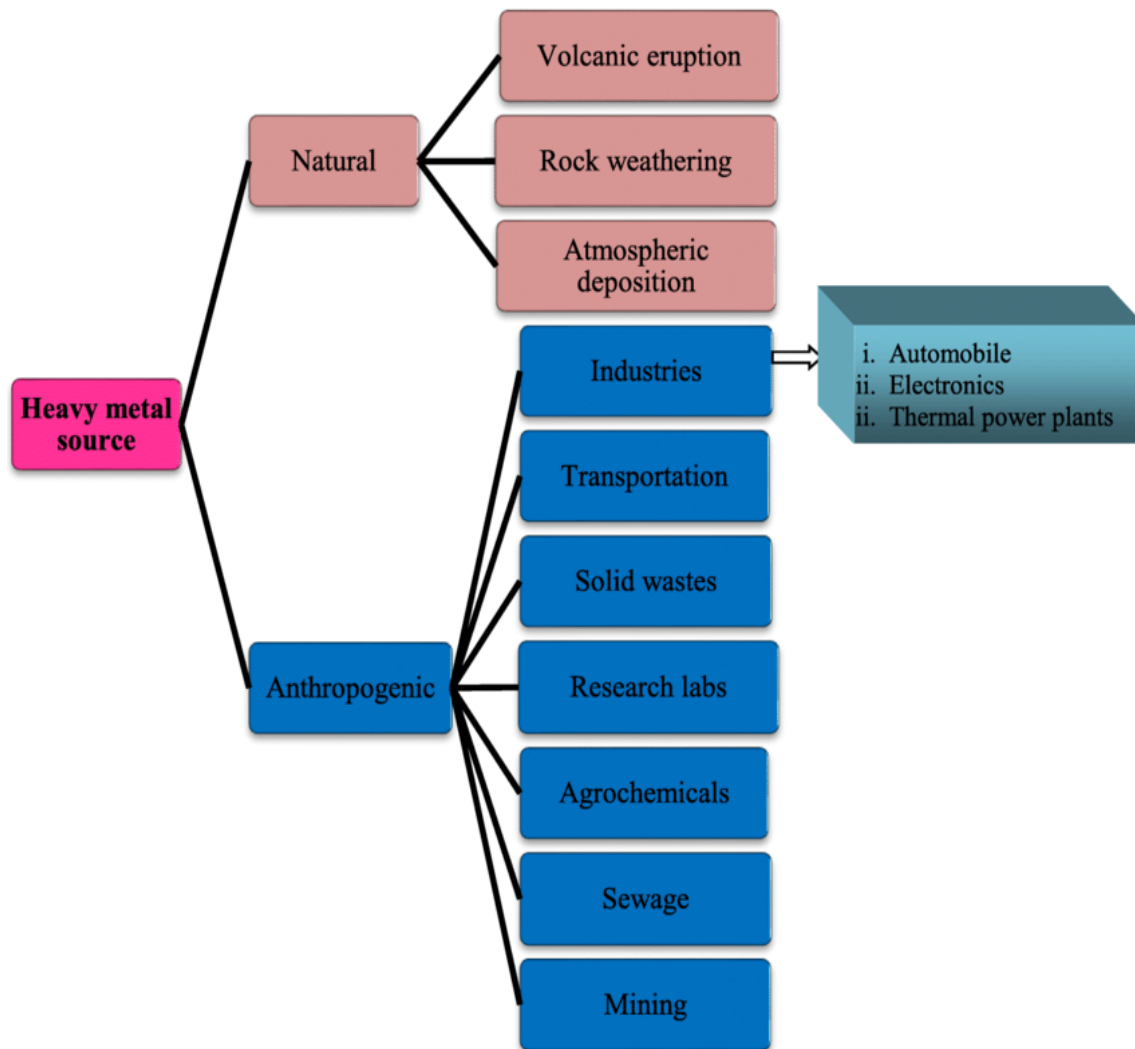 Volcanic eruption
Natural
Rock weathering
Atmospheric
deposition
Heavy metal
source
Industries
i. Automobile
ii. Electronics
ii. Thermal power plants
Transportation
Solid wastes
Anthropogenic
Research labs
Agrochemicals
Sewage
Mining